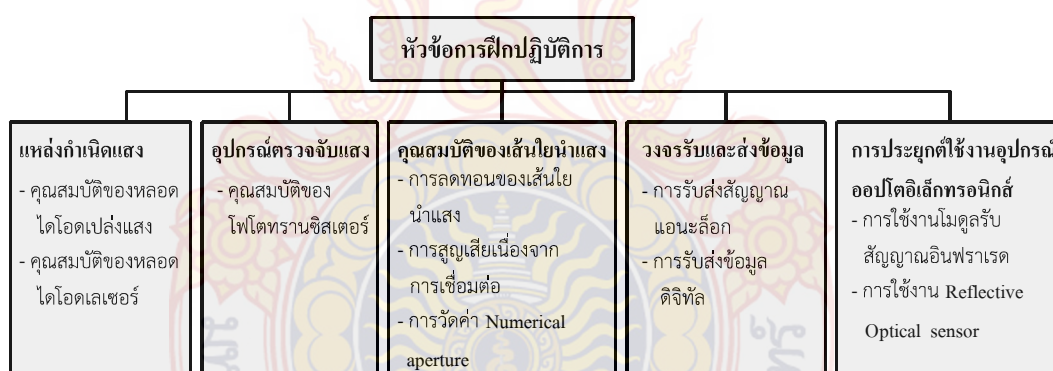 หัวข้อการฝึกปฏิบัติการ
แหล่งกำเนิดแสง
- คุณสมบัติของหลอด
ไดโอดเปล่งแสง
- คุณสมบัติของหลอด
ไดโอดเลเซอร์
อุปกรณ์ตรวจจับแสง
- คุณสมบัติของ
โฟโตทรานซิสเตอร์
คุณสมบัติของเส้นใยนำแสง
- การลดทอนของเส้นใย
นำแสง
- การสูญเสียเนื่องจาก
การเชื่อมต่อ
- การวัดค่า Numerical
aperture
วงจรรับและส่งข้อมูล
- การรับส่งสัญญาณ
แอนะล็อก
- การรับส่งข้อมูล
ดิจิทัล
การประยุกต์ใช้งานอุปกรณ์
ออปโตอิเล็กทรอนิกส์
- การใช้งานโมดูลรับ
สัญญาณอินฟราเรด
- การใช้งาน Reflective
Optical sensor